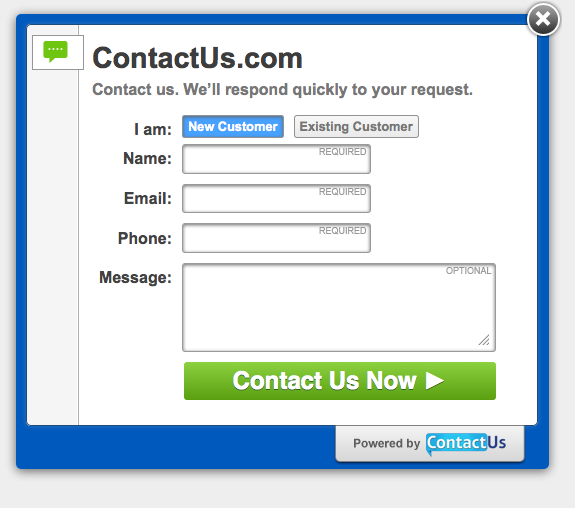 ContactUs.com
Contact us. We'll respond quickly to your request.
I am: New Customer Existing Customer
Name: REQUIRED
Email: REQUIRED
Phone: REQUIRED
Message: OPTIONAL
Contact Us Now ►
Powered by ContactUs